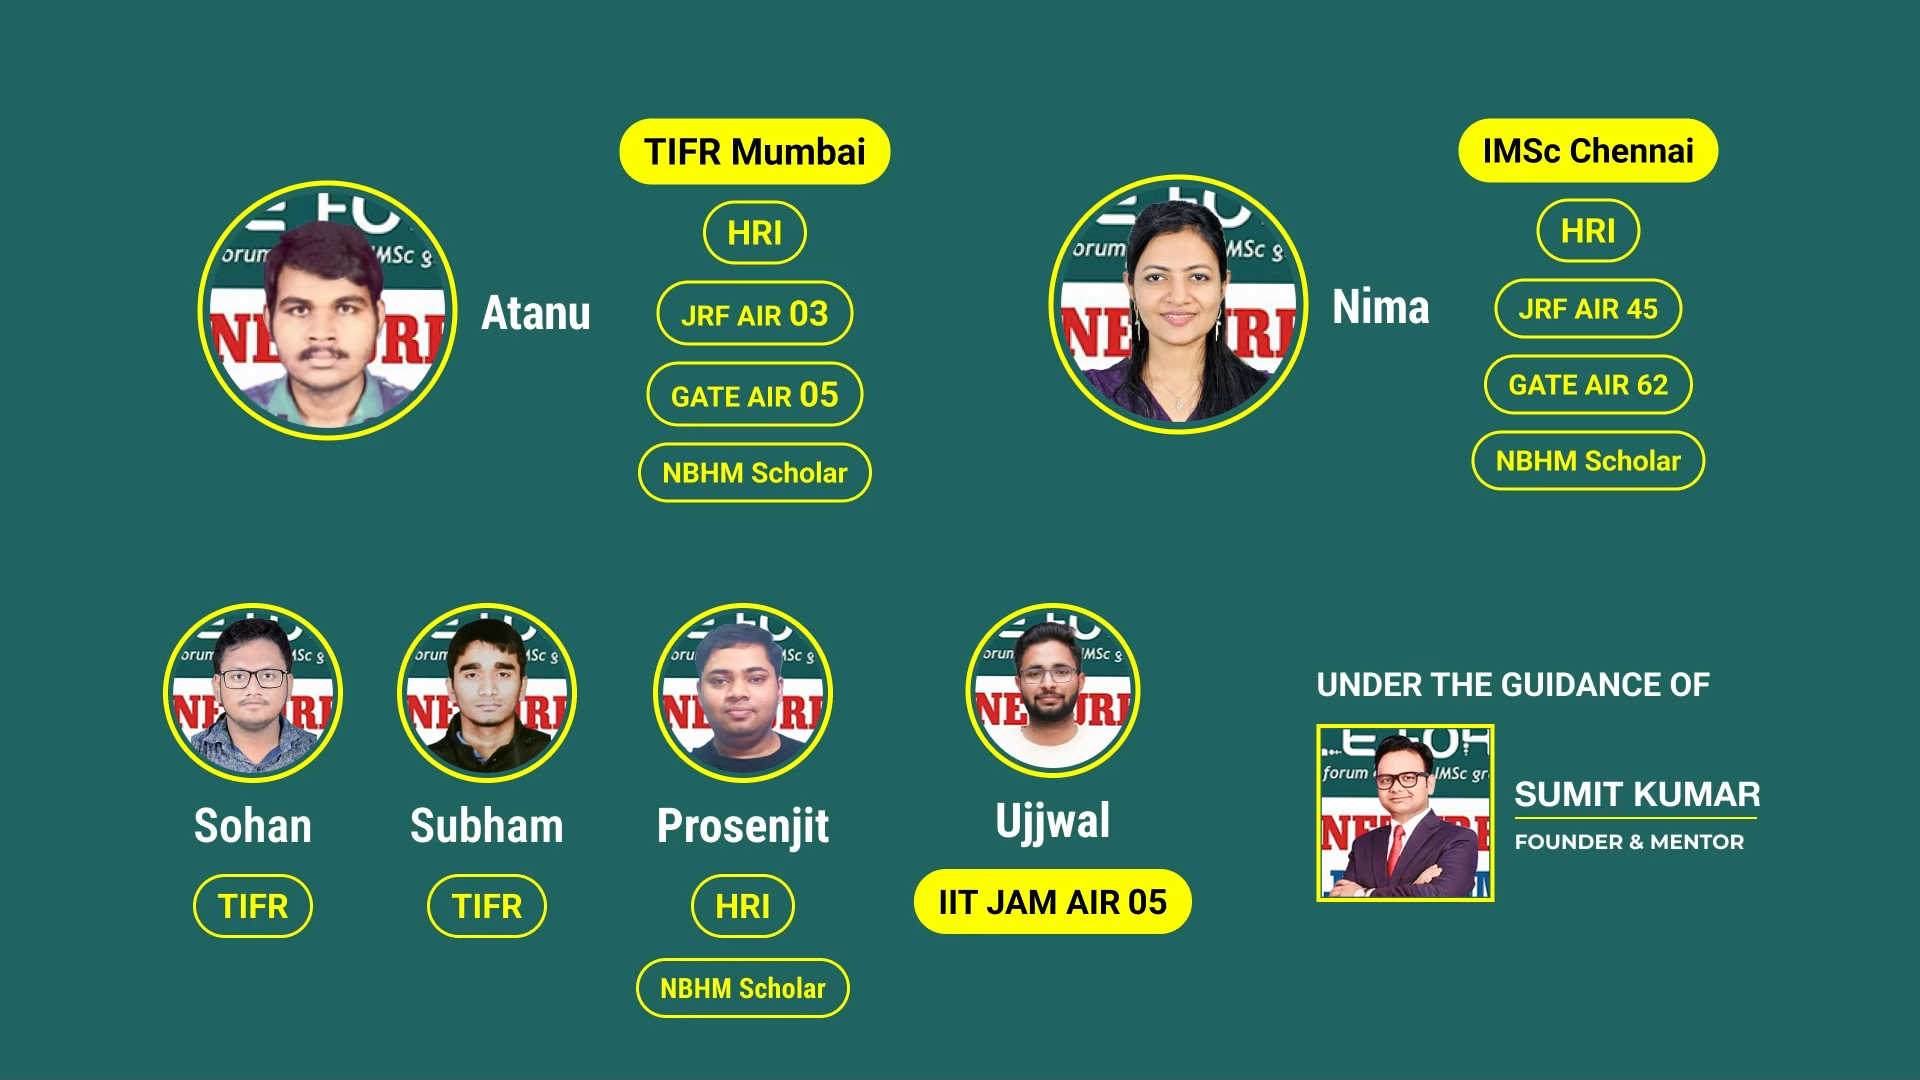 TIFR Mumbai
HRI
Atanu
JRF AIR 03
GATE AIR 05
NBHM Scholar
IMSc Chennai
HRI
Nima
JRF AIR 45
GATE AIR 62
NBHM Scholar
Sohan
TIFR
Subham
TIFR
Prosenjit
HRI
NBHM Scholar
Ujjwal
IIT JAM AIR 05
UNDER THE GUIDANCE OF
forum
IMSc
SUMIT KUMAR
FOUNDER & MENTOR